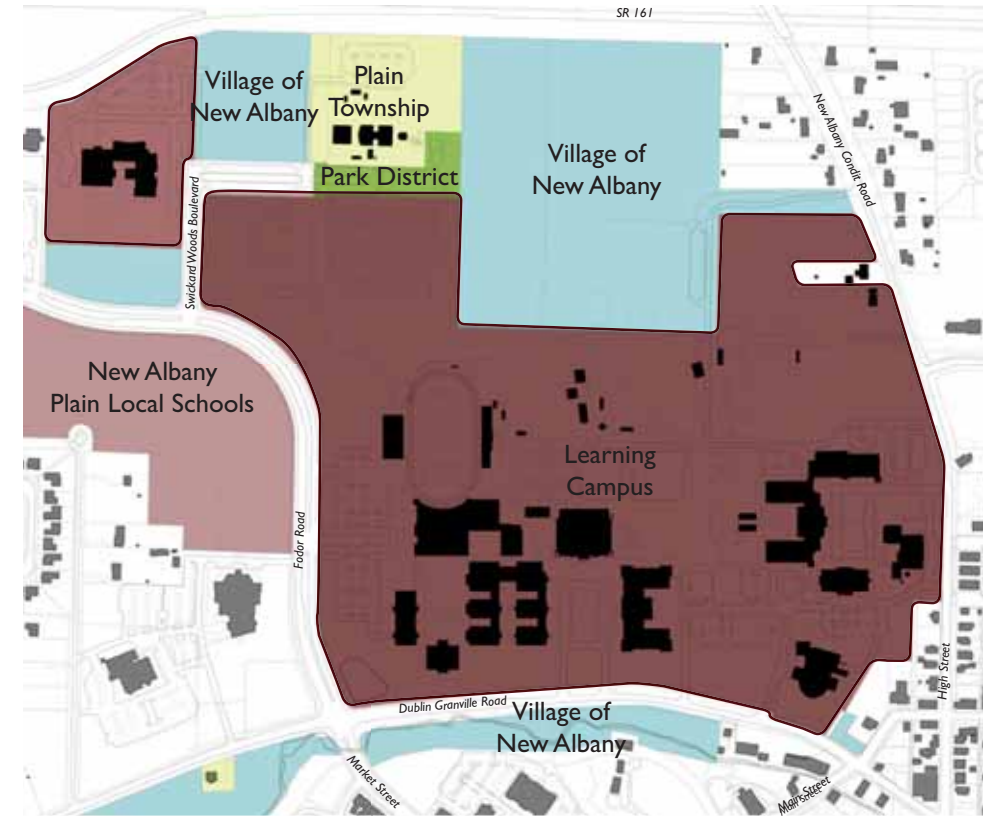 SR 161
Plain
Township
Village of
New Albany
Village of
New Albany
New Albany Condit Road
Park District
Swickard Woods Boulevard
New Albany
Plain Local Schools
Learning
Campus
Fodor Road
High Street
Dublin Granville Road
Village of
New Albany
Market Street
Main Street
Main Street